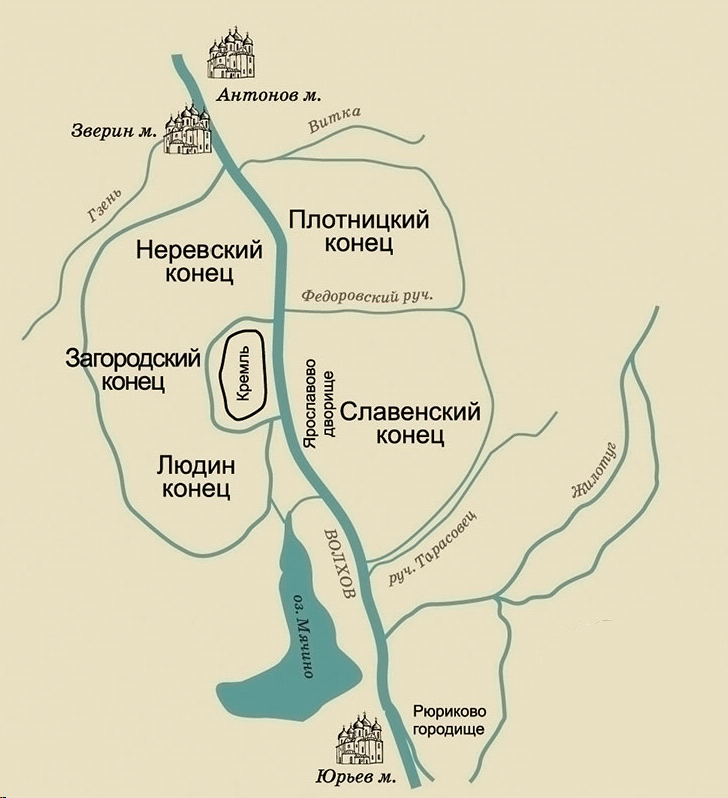 Антонов м.
Зверин м.
Витка
Гзень
Плотницкий
конец
Неревский
конец
Федоровский руч.
Загородский
конец
Кремль
Ярославово
дворище
Славенский
конец
Людин
конец
Жилотуг
ВОЛХОВ
руч. Тарасовец
оз. Мячино
Рюриково
городище
Юрьев м.